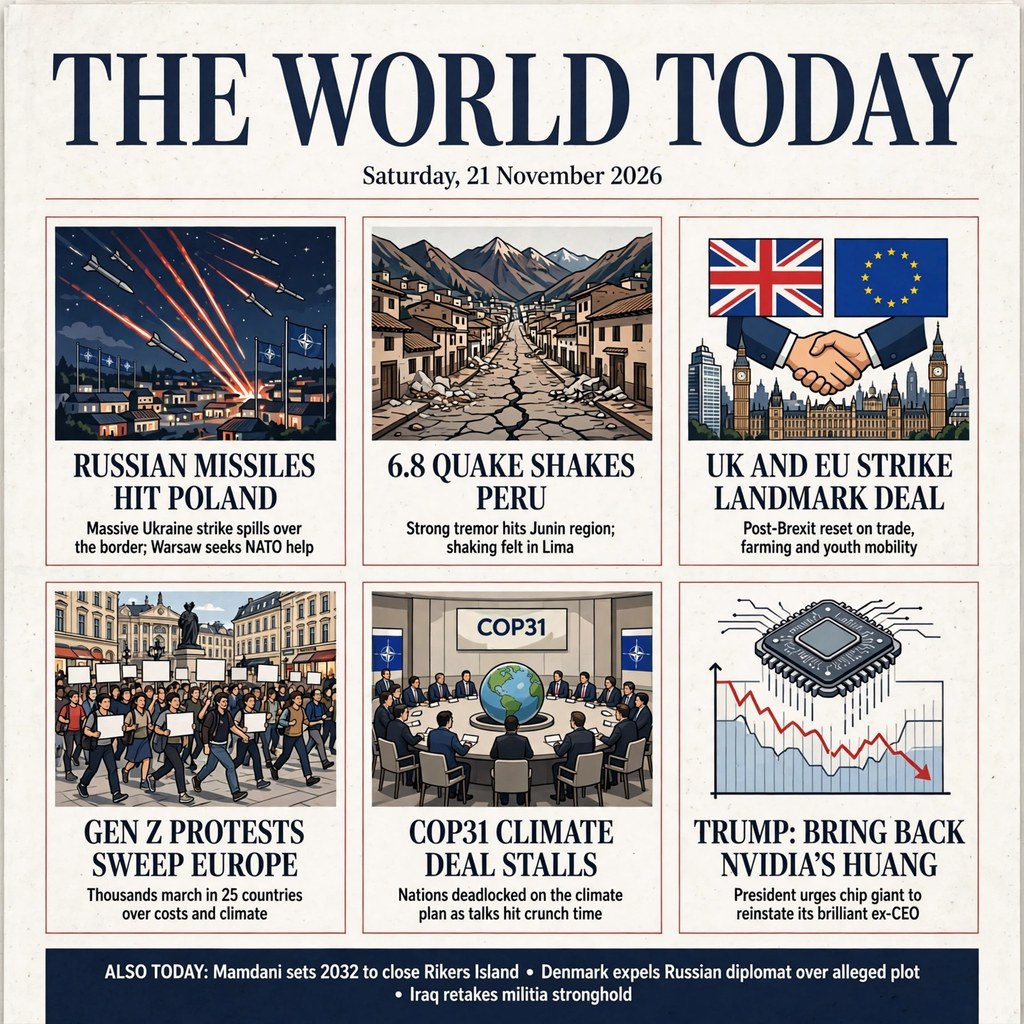 THE WORLD TODAY
Saturday, 21 November 2026
RUSSIAN MISSILES
HIT POLAND
Massive Ukraine strike spills over
the border; Warsaw seeks NATO help
6.8 QUAKE SHAKES
PERU
Strong tremor hits Junin region;
shaking felt in Lima
UK AND EU STRIKE
LANDMARK DEAL
Post-Brexit reset on trade,
farming and youth mobility
GEN Z PROTESTS
SWEEP EUROPE
Thousands march in 25 countries
over costs and climate
COP31
COP31 CLIMATE
DEAL STALLS
Nations deadlocked on the climate
plan as talks hit crunch time
TRUMP: BRING BACK
NVIDIA'S HUANG
President urges chip giant to
reinstate its brilliant ex-CEO
ALSO TODAY: Mamdani sets 2032 to close Rikers Island • Denmark expels Russian diplomat over alleged plot
• Iraq retakes militia stronghold